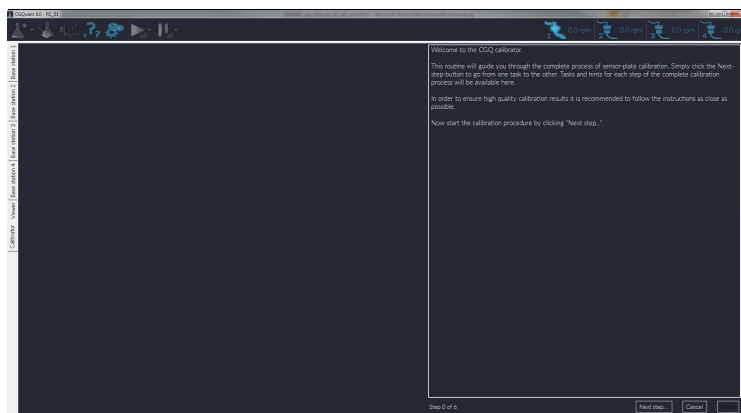 CGQuant 8.0 - RC_01
1 0.0 rpm 2 0.0 rpm 3 0.0 rpm 4 0.0 rp
Base station 1
Base station 2
Base station 3
Base station 4
Viewer
Calibrator
Welcome to the CGQ calibrator.
This routine will guide you through the complete process of sensor-plate calibration. Simply click the Next-
step-button to go from one task to the other. Tasks and hints for each step of the complete calibration
process will be available here.
In order to ensure high quality calibration results it is recommended to follow the instructions as close as
possible.
Now start the calibration procedure by clicking "Next step...".
Step 0 of 6
Next step...
Cancel